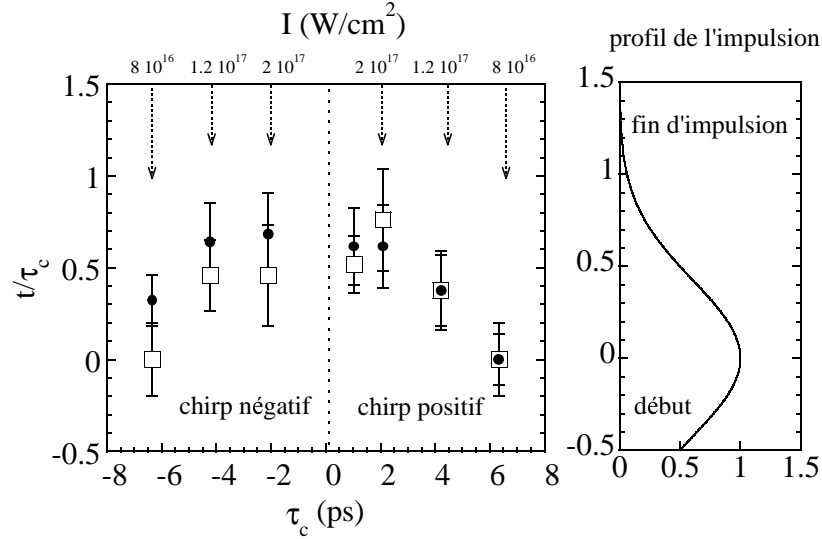 I (W/cm²)
profil de l'impulsion
8 10¹⁶ 1.2 10¹⁷ 2 10¹⁷ 2 10¹⁷ 1.2 10¹⁷ 8 10¹⁶
1.5 1.5
fin d'impulsion
1 1
t/τc
0.5 0.5
0 0
chirp négatif chirp positif début
-0.5 -0.5
-8 -6 -4 -2 0 2 4 6 8 0 0.5 1 1.5
τc (ps)